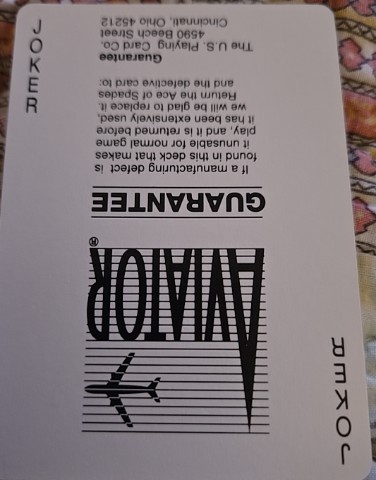 JOKER
AVIATOR®
GUARANTEE
If a manufacturing defect is
found in this deck that makes
it unusable for normal game
play, and it is returned before
it has been extensively used,
we will be glad to replace it.
Return the Ace of Spades
and the defective card to:
Guarantee
The U.S. Playing Card Co.
4590 Beech Street
Cincinnati, Ohio 45212
JOKER